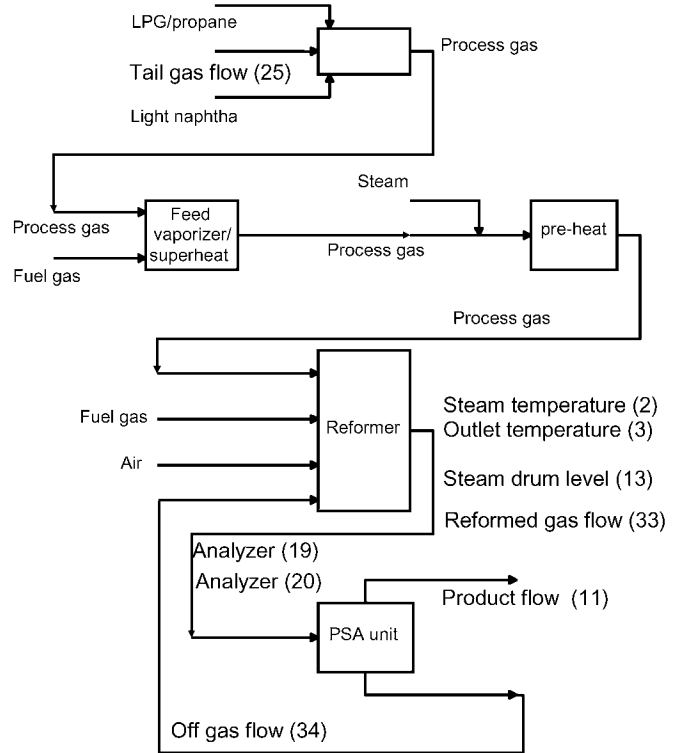 LPG/propane
Process gas
Tail gas flow (25)
Light naphtha
Steam
Process gas
Feed
vaporizer/
superheat
Process gas
pre-heat
Fuel gas
Process gas
Fuel gas
Reformer
Steam temperature (2)
Outlet temperature (3)
Air
Steam drum level (13)
Reformed gas flow (33)
Analyzer (19)
Analyzer (20)
Product flow (11)
PSA unit
Off gas flow (34)